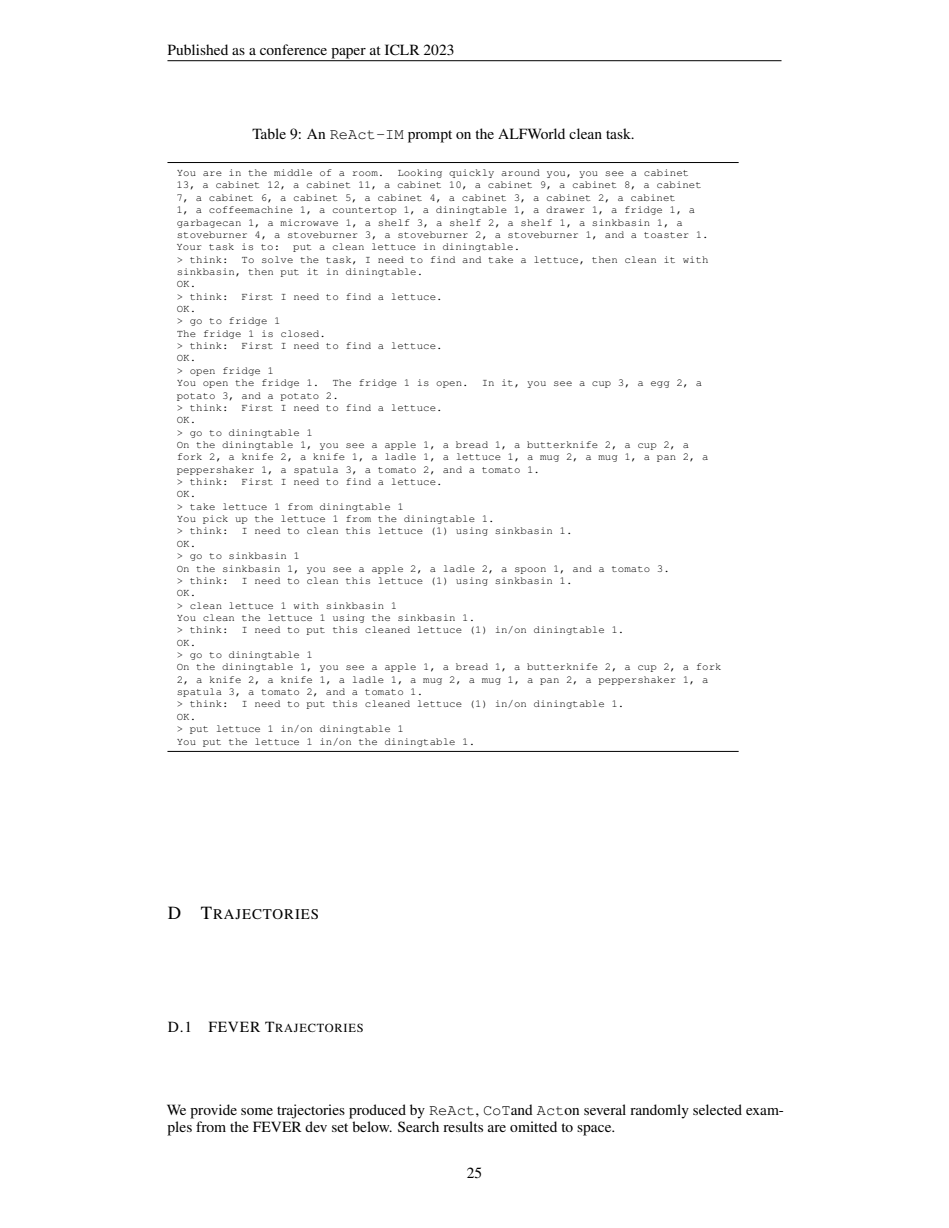 Published as a conference paper at ICLR 2023
Table 9: An ReAct-IM prompt on the ALFWorld clean task.
You are in the middle of a room. Looking quickly around you, you see a cabinet
13, a cabinet 12, a cabinet 11, a cabinet 10, a cabinet 9, a cabinet 8, a cabinet
7, a cabinet 6, a cabinet 5, a cabinet 4, a cabinet 3, a cabinet 2, a cabinet
1, a coffeemachine 1, a countertop 1, a diningtable 1, a drawer 1, a fridge 1, a
garbagecan 1, a microwave 1, a shelf 3, a shelf 2, a shelf 1, a sinkbasin 1, a
stoveburner 4, a stoveburner 3, a stoveburner 2, a stoveburner 1, and a toaster 1.
Your task is to: put a clean lettuce in diningtable.
> think: To solve the task, I need to find and take a lettuce, then clean it with
sinkbasin, then put it in diningtable.
OK.
> think: First I need to find a lettuce.
OK.
> go to fridge 1
The fridge 1 is closed.
> think: First I need to find a lettuce.
OK.
> open fridge 1
You open the fridge 1. The fridge 1 is open. In it, you see a cup 3, a egg 2, a
potato 3, and a potato 2.
> think: First I need to find a lettuce.
OK.
> go to diningtable 1
On the diningtable 1, you see a apple 1, a bread 1, a butterknife 2, a cup 2, a
fork 2, a knife 2, a knife 1, a ladle 1, a lettuce 1, a mug 2, a mug 1, a pan 2, a
peppershaker 1, a spatula 3, a tomato 2, and a tomato 1.
> think: First I need to find a lettuce.
OK.
> take lettuce 1 from diningtable 1
You pick up the lettuce 1 from the diningtable 1.
> think: I need to clean this lettuce (1) using sinkbasin 1.
OK.
> go to sinkbasin 1
On the sinkbasin 1, you see a apple 2, a ladle 2, a spoon 1, and a tomato 3.
> think: I need to clean this lettuce (1) using sinkbasin 1.
OK.
> clean lettuce 1 with sinkbasin 1
You clean the lettuce 1 using the sinkbasin 1.
> think: I need to put this cleaned lettuce (1) in/on diningtable 1.
OK.
> go to diningtable 1
On the diningtable 1, you see a apple 1, a bread 1, a butterknife 2, a cup 2, a fork
2, a knife 2, a knife 1, a ladle 1, a mug 2, a mug 1, a pan 2, a peppershaker 1, a
spatula 3, a tomato 2, and a tomato 1.
> think: I need to put this cleaned lettuce (1) in/on diningtable 1.
OK.
> put lettuce 1 in/on diningtable 1
You put the lettuce 1 in/on the diningtable 1.
D TRAJECTORIES
D.1 FEVER TRAJECTORIES
We provide some trajectories produced by ReAct, CoTand Acton several randomly selected exam-
ples from the FEVER dev set below. Search results are omitted to space.
25